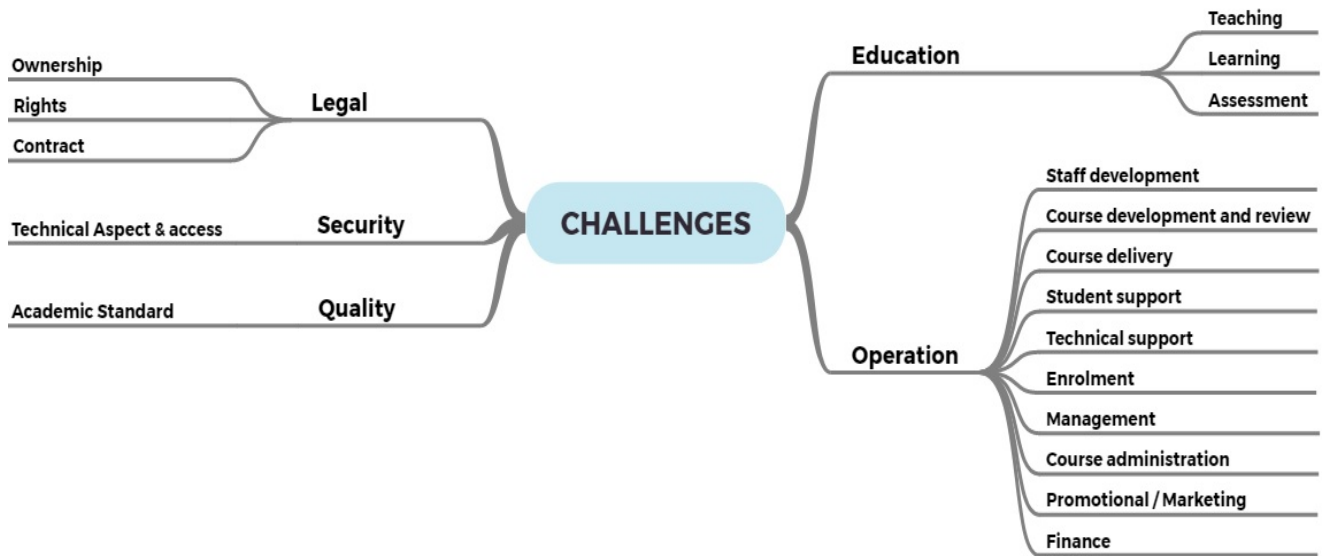 CHALLENGES
Legal
Ownership
Rights
Contract
Security
Technical Aspect & access
Quality
Academic Standard
Education
Teaching
Learning
Assessment
Operation
Staff development
Course development and review
Course delivery
Student support
Technical support
Enrolment
Management
Course administration
Promotional / Marketing
Finance